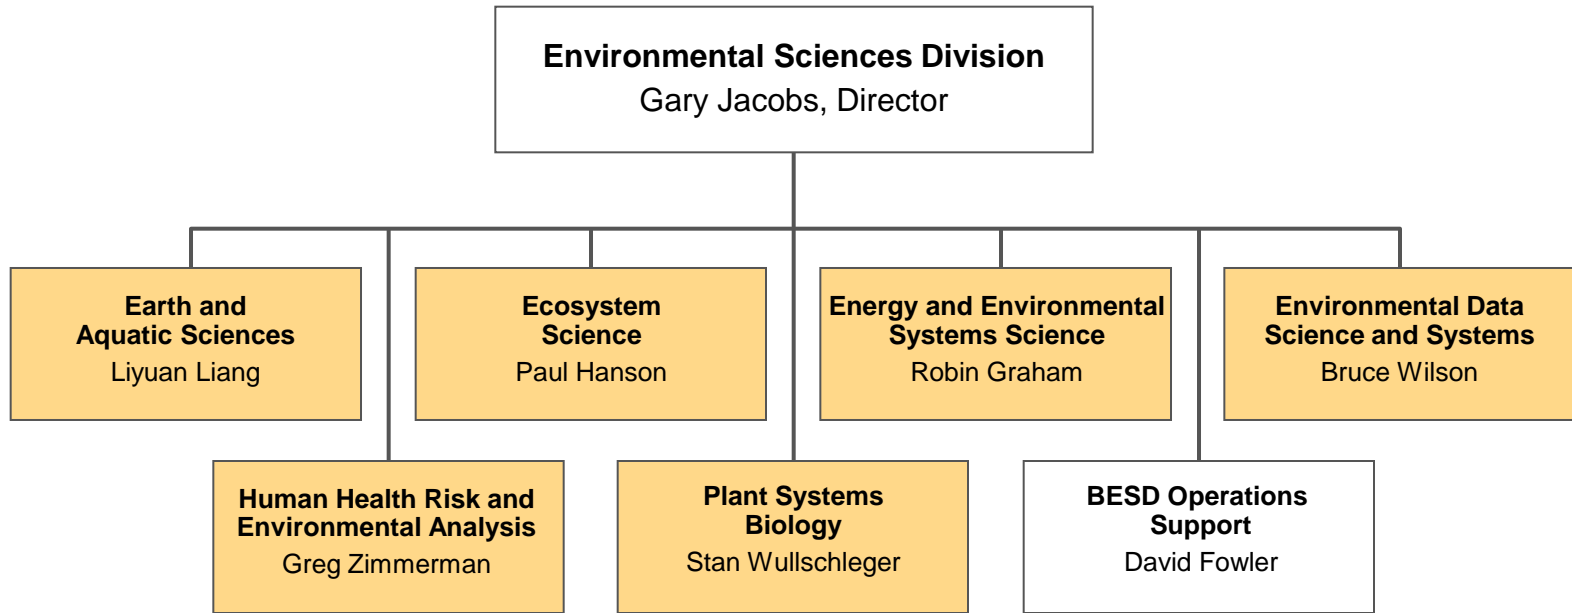 Environmental Sciences Division
Gary Jacobs, Director
Earth and
Aquatic Sciences
Liyuan Liang
Ecosystem
Science
Paul Hanson
Energy and Environmental
Systems Science
Robin Graham
Environmental Data
Science and Systems
Bruce Wilson
Human Health Risk and
Environmental Analysis
Greg Zimmerman
Plant Systems
Biology
Stan Wullschleger
BESD Operations
Support
David Fowler